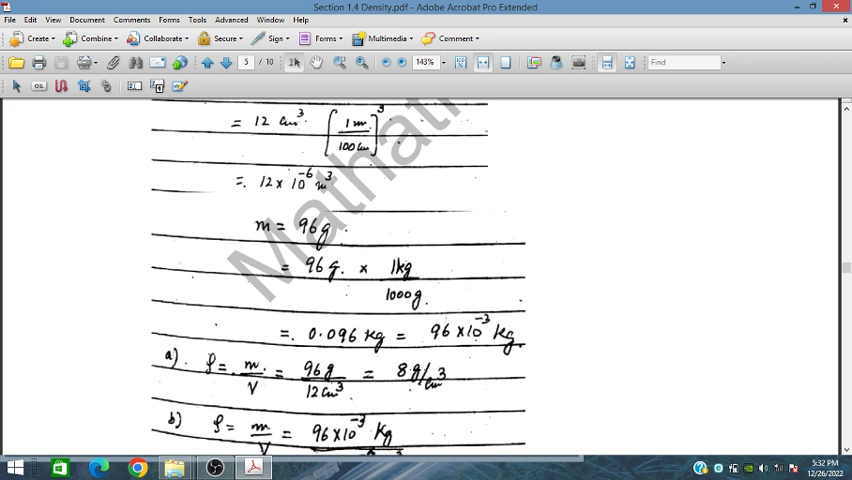 Section 1.4 Density.pdf - Adobe Acrobat Pro Extended
File Edit View Document Comments Forms Tools Advanced Window Help
Create Combine Collaborate Secure Sign Forms Multimedia Comment
5 / 10 143% Find
= 12 cm³ [1m / 100cm]³
= 12 × 10⁻⁶ m³
m = 96g.
= 96g. × 1kg / 1000g.
= 0.096 kg = 96 × 10⁻³ kg.
a). ρ = m/V = 96g / 12cm³ = 8 g/cm³
b) ρ = m/V = 96 × 10⁻³ Kg
Mathati
5:32 PM
12/26/2022